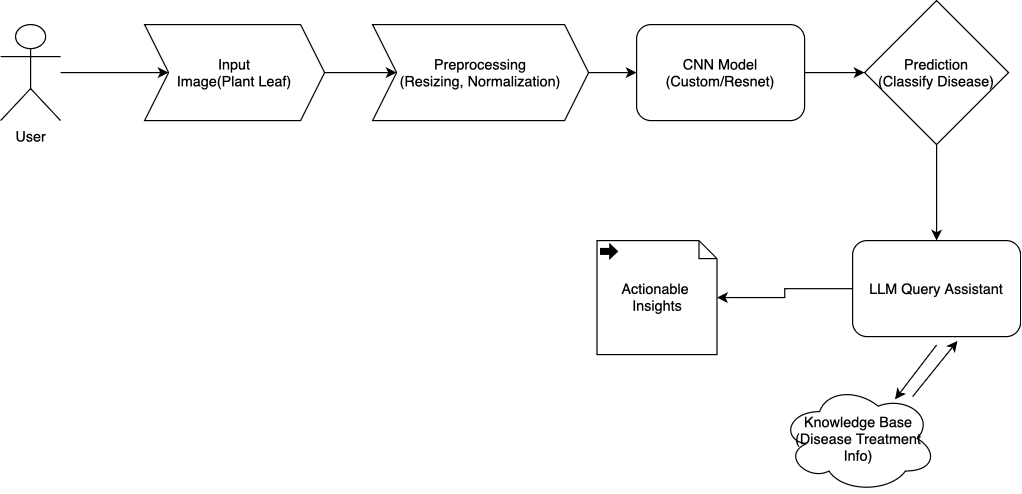 User
Input
Image(Plant Leaf)
Preprocessing
(Resizing, Normalization)
CNN Model
(Custom/Resnet)
Prediction
(Classify Disease)
LLM Query Assistant
Actionable
Insights
Knowledge Base
(Disease Treatment
Info)